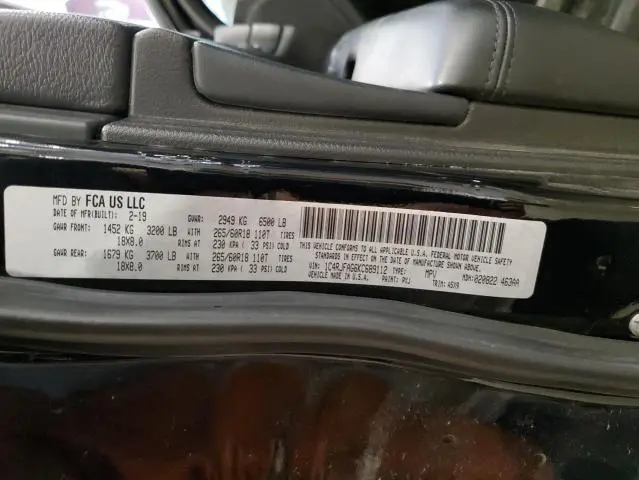 MFD BY FCA US LLC
DATE OF MFR(BUILT): 2-19 GVWR: 2949 KG 6500 LB
GAWR FRONT: 1452 KG 3200 LB WITH 265/60R18 110T TIRES
18X8.0 RIMS AT 230 KPA ( 33 PSI) COLD
GAWR REAR: 1679 KG 3700 LB WITH 265/60R18 110T TIRES
18X8.0 RIMS AT 230 KPA ( 33 PSI) COLD
THIS VEHICLE CONFORMS TO ALL APPLICABLE U.S.A. FEDERAL MOTOR VEHICLE SAFETY
STANDARDS IN EFFECT ON THE DATE OF MANUFACTURE SHOWN ABOVE.
VIN: 1C4RJFAG6KC689112 TYPE: MPV MDH: 020822 463AA
VEHICLE MADE IN U.S.A. PAINT: TRIM: A5X9